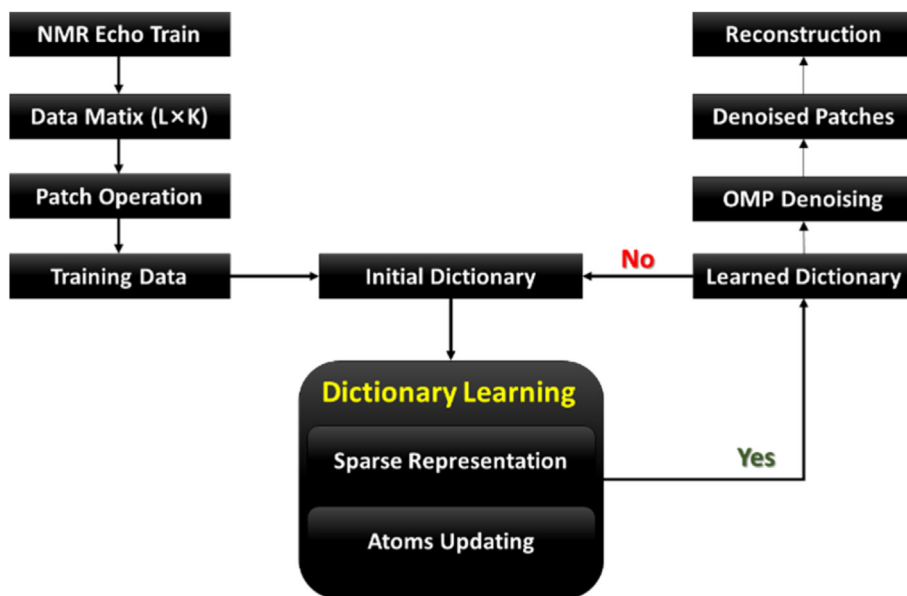 NMR Echo Train
Data Matix (L×K)
Patch Operation
Training Data
Initial Dictionary
Dictionary Learning
Sparse Representation
Atoms Updating
No
Yes
Learned Dictionary
OMP Denoising
Denoised Patches
Reconstruction